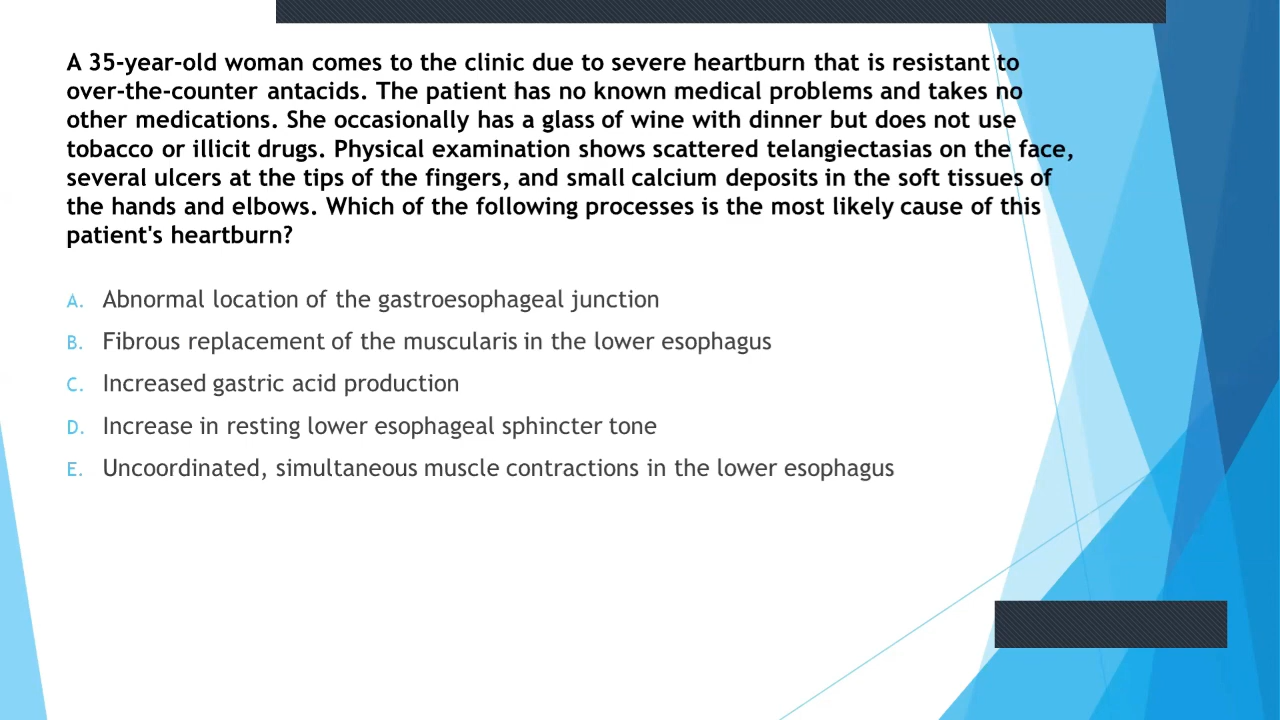 A 35-year-old woman comes to the clinic due to severe heartburn that is resistant to
over-the-counter antacids. The patient has no known medical problems and takes no
other medications. She occasionally has a glass of wine with dinner but does not use
tobacco or illicit drugs. Physical examination shows scattered telangiectasias on the face,
several ulcers at the tips of the fingers, and small calcium deposits in the soft tissues of
the hands and elbows. Which of the following processes is the most likely cause of this
patient's heartburn?
A. Abnormal location of the gastroesophageal junction
B. Fibrous replacement of the muscularis in the lower esophagus
C. Increased gastric acid production
D. Increase in resting lower esophageal sphincter tone
E. Uncoordinated, simultaneous muscle contractions in the lower esophagus